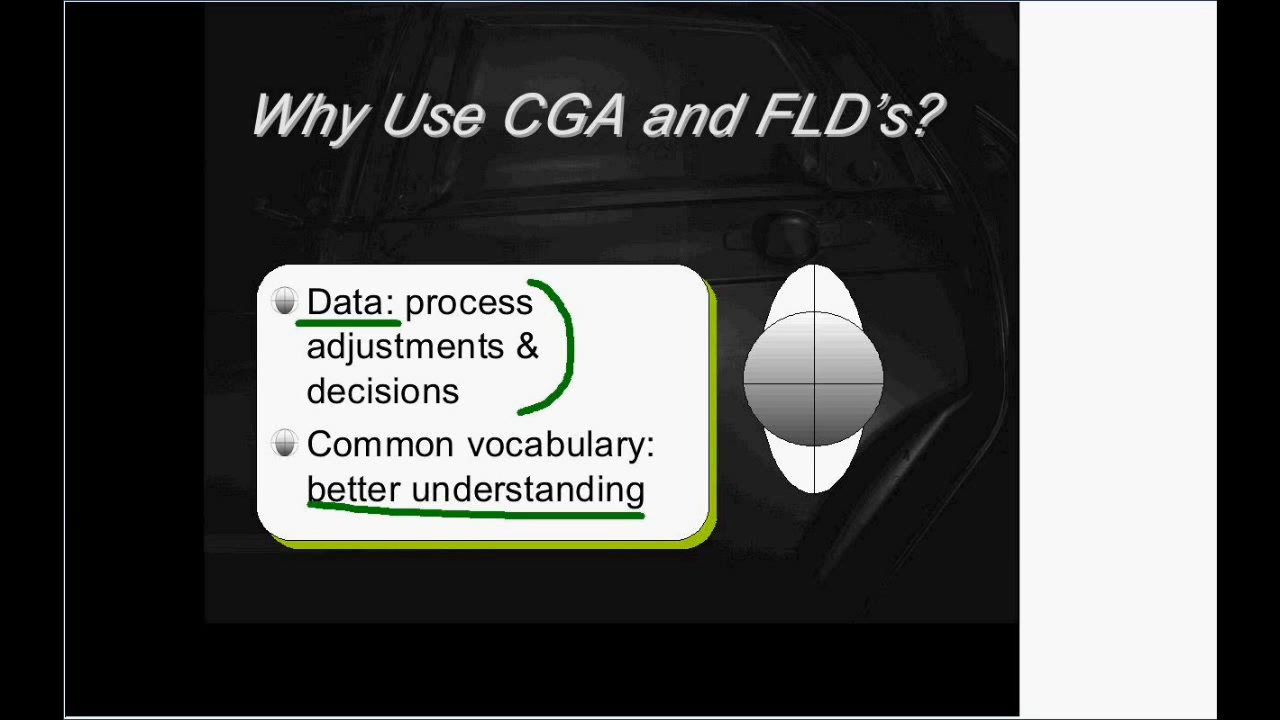 Why Use CGA and FLD's?
Data: process
adjustments &
decisions
Common vocabulary:
better understanding